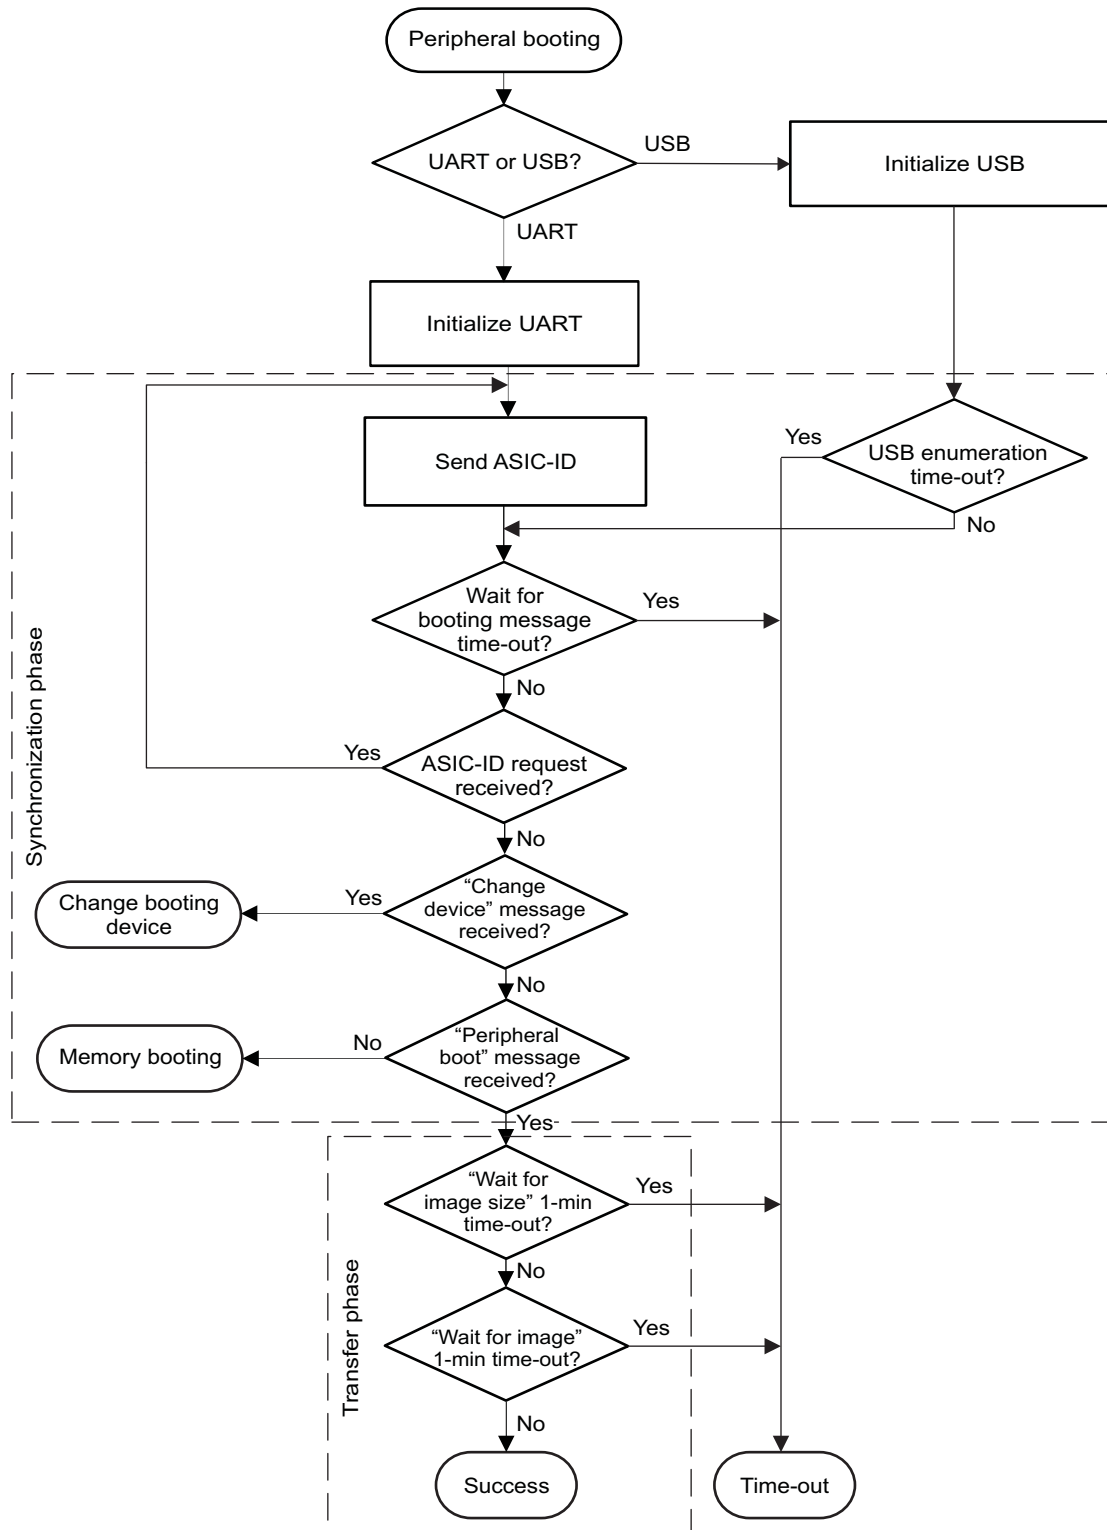 Peripheral booting
UART or USB?
USB
Initialize USB
UART
Initialize UART
Send ASIC-ID
Yes
USB enumeration
time-out?
No
Wait for
booting message
time-out?
Yes
No
Synchronization phase
Yes
ASIC-ID request
received?
No
Change booting
device
Yes
“Change
device” message
received?
No
Memory booting
No
“Peripheral
boot” message
received?
Yes
“Wait for
image size” 1-min
time-out?
Yes
No
Transfer phase
“Wait for image”
1-min time-out?
Yes
No
Success
Time-out